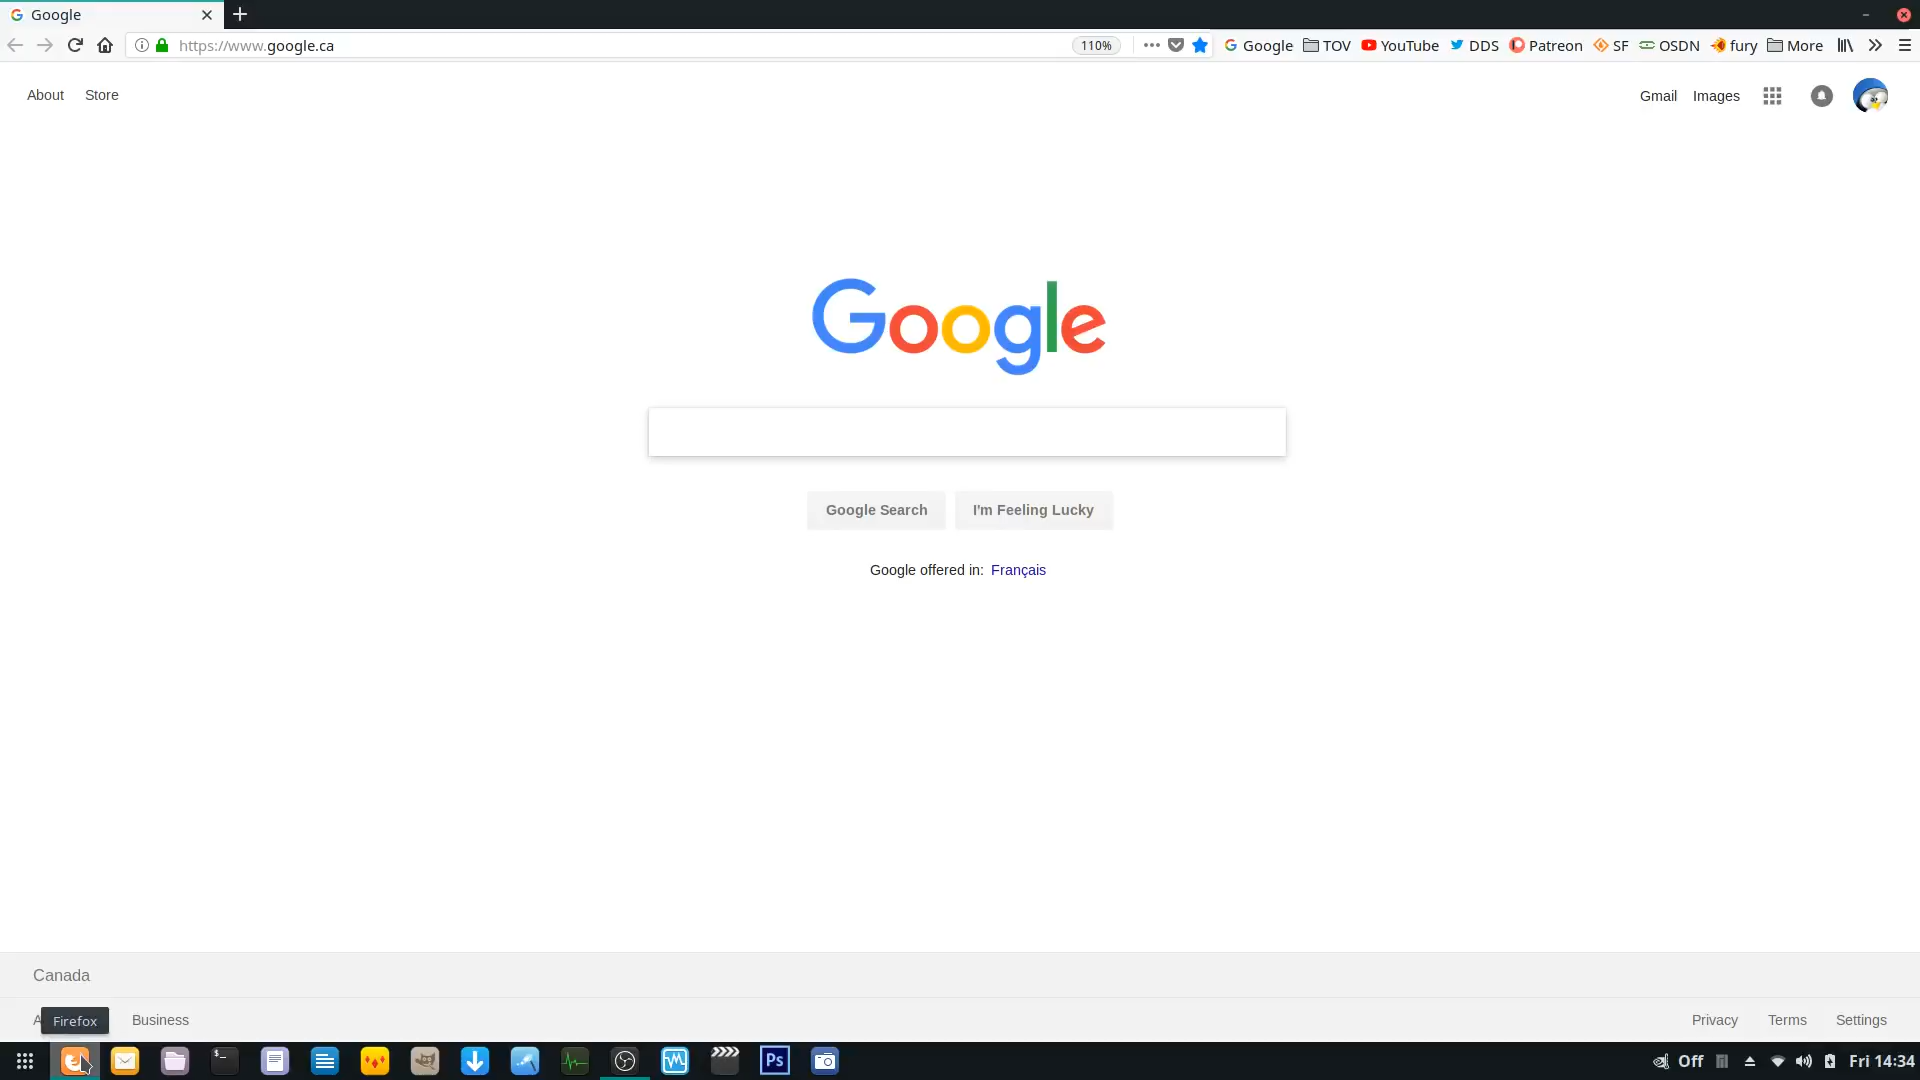 Google
https://www.google.ca
110%
Google TOV YouTube DDS Patreon SF OSDN fury More
About Store
Gmail Images
Google
Google Search I'm Feeling Lucky
Google offered in: Français
Canada
Firefox
Business
Privacy Terms Settings
Ps
Off
Fri 14:34